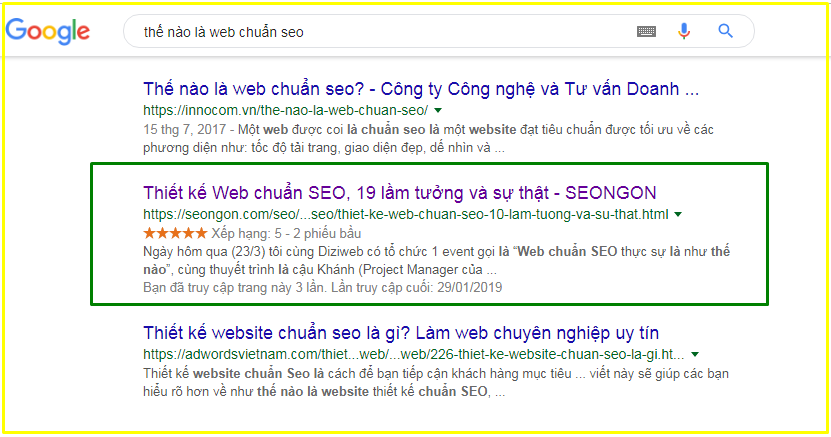 Google
thế nào là web chuẩn seo
Thế nào là web chuẩn seo? - Công ty Công nghệ và Tư vấn Doanh ...
https://innocom.vn/the-nao-la-web-chuan-seo/
15 thg 7, 2017 - Một web được coi là chuẩn seo là một website đạt tiêu chuẩn được tối ưu về các
phương diện như: tốc độ tải trang, giao diện đẹp, dế nhìn và ...
Thiết kế Web chuẩn SEO, 19 lầm tưởng và sự thật - SEONGON
https://seongon.com/seo/...seo/thiet-ke-web-chuan-seo-10-lam-tuong-va-su-that.html
★★★★★ Xếp hạng: 5 - 2 phiếu bầu
Ngày hôm qua (23/3) tôi cùng Diziweb có tổ chức 1 event gọi là “Web chuẩn SEO thực sự là như thế
nào”, cùng thuyết trình là cậu Khánh (Project Manager của ...
Bạn đã truy cập trang này 3 lần. Lần truy cập cuối: 29/01/2019
Thiết kế website chuẩn seo là gì? Làm web chuyên nghiệp uy tín
https://adwordsvietnam.com/thiet...web/...web/226-thiet-ke-website-chuan-seo-la-gi.ht...
Thiết kế website chuẩn Seo là cách để bạn tiếp cận khách hàng mục tiêu ... viết này sẽ giúp các bạn
hiểu rõ hơn về như thế nào là website thiết kế chuẩn SEO, ...